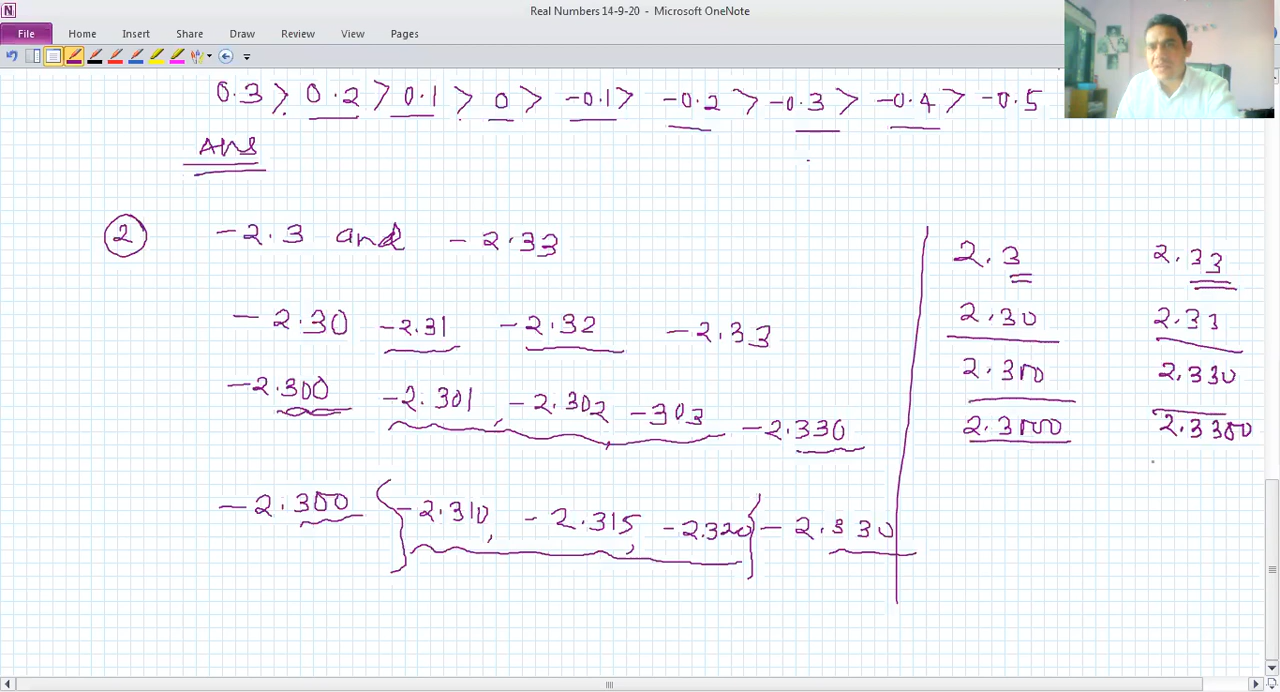 Real Numbers 14-9-20 - Microsoft OneNote
File Home Insert Share Draw Review View Pages
0.3 > 0.2 > 0.1 > 0 > -0.1 > -0.2 > -0.3 > -0.4 > -0.5
Ans
2 -2.3 and -2.33
-2.30 -2.31 -2.32 -2.33
-2.300 -2.301, -2.302, -303 -2.330
-2.300 { -2.310, -2.315, -2.320 } -2.330
2.3 2.33
2.30 2.33
2.300 2.330
2.3000 2.3300